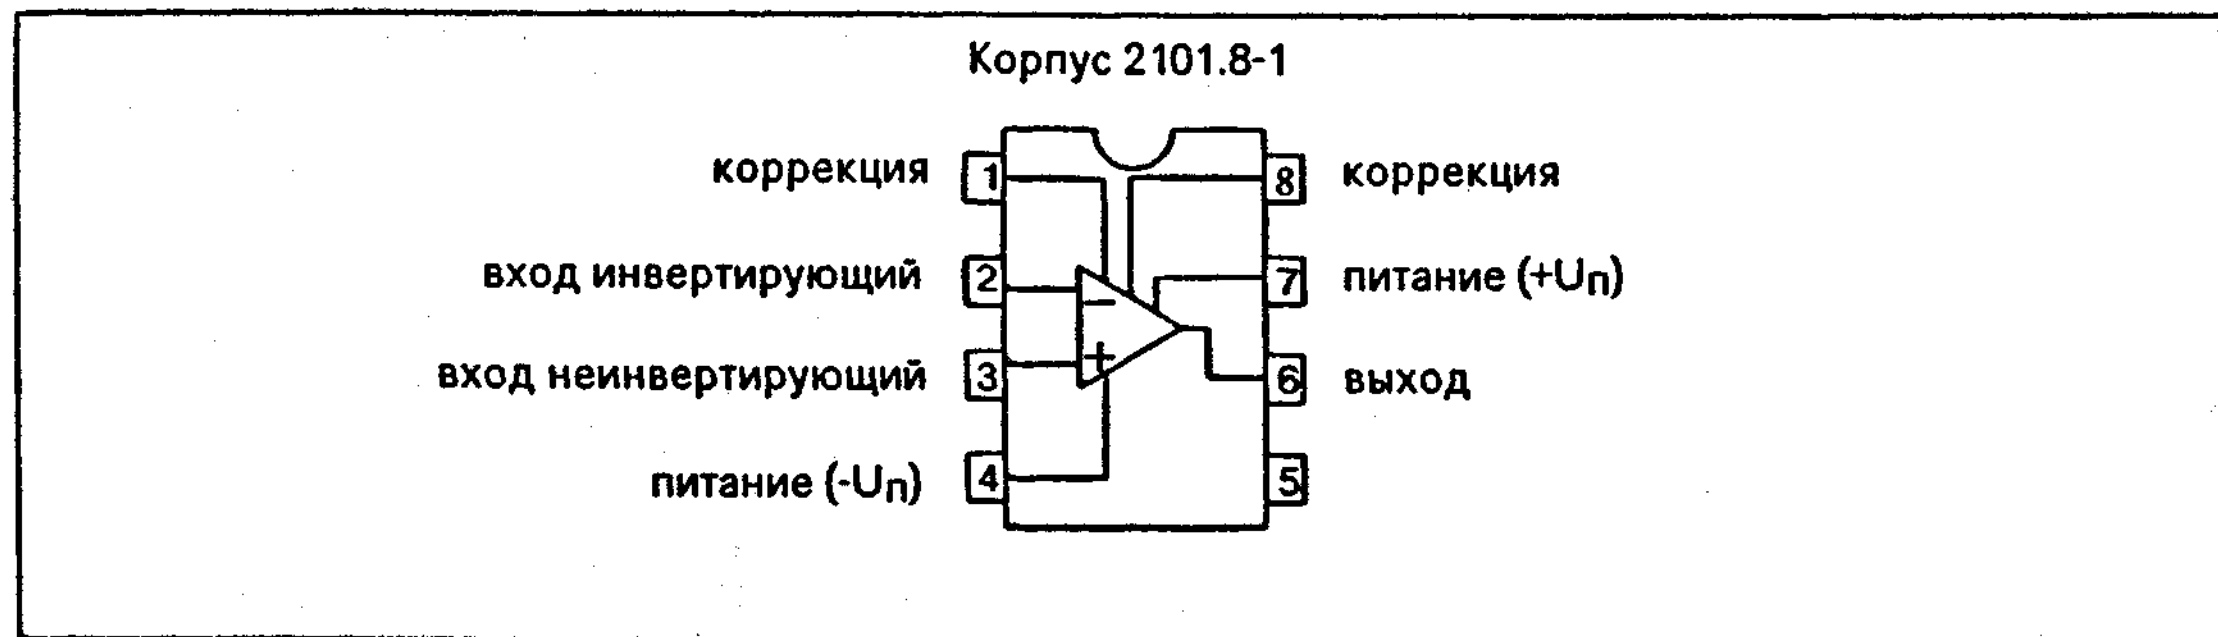 Корпус 2101.8-1
коррекция 1 8 коррекция
вход инвертирующий 2 7 питание (+Uп)
− +
вход неинвертирующий 3 6 выход
питание (-Uп) 4 5